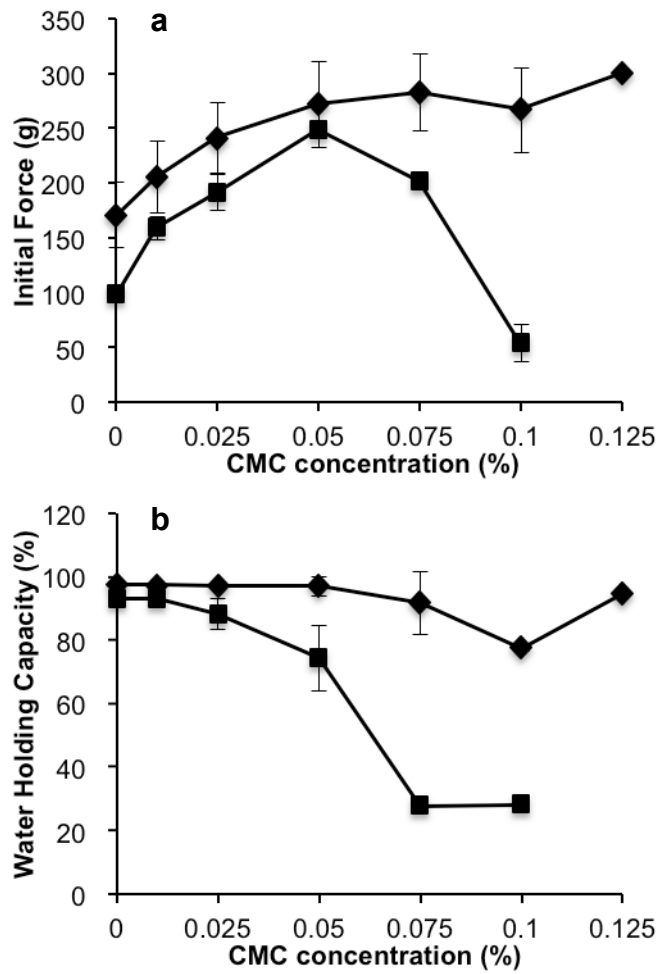 a
350
300
250
200
150
100
50
0
Initial Force (g)
0 0.025 0.05 0.075 0.1 0.125
CMC concentration (%)
b
120
100
80
60
40
20
0
Water Holding Capacity (%)
0 0.025 0.05 0.075 0.1 0.125
CMC concentration (%)